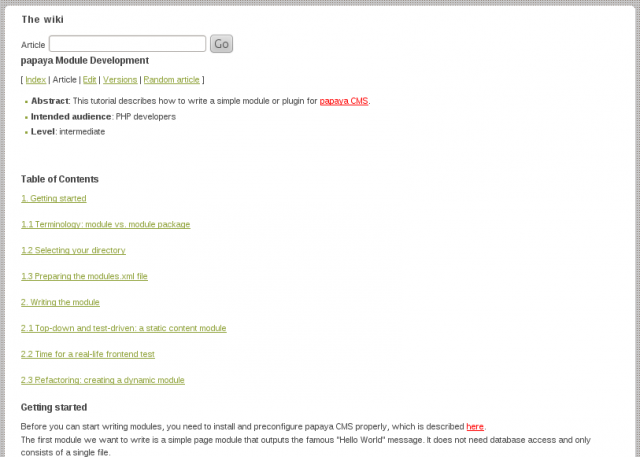 The wiki
Article Go
papaya Module Development
[ Index | Article | Edit | Versions | Random article ]
Abstract: This tutorial describes how to write a simple module or plugin for papaya CMS.
Intended audience: PHP developers
Level: intermediate
Table of Contents
1. Getting started
1.1 Terminology: module vs. module package
1.2 Selecting your directory
1.3 Preparing the modules.xml file
2. Writing the module
2.1 Top-down and test-driven: a static content module
2.2 Time for a real-life frontend test
2.3 Refactoring: creating a dynamic module
Getting started
Before you can start writing modules, you need to install and preconfigure papaya CMS properly, which is described here.
The first module we want to write is a simple page module that outputs the famous "Hello World" message. It does not need database access and only
consists of a single file.